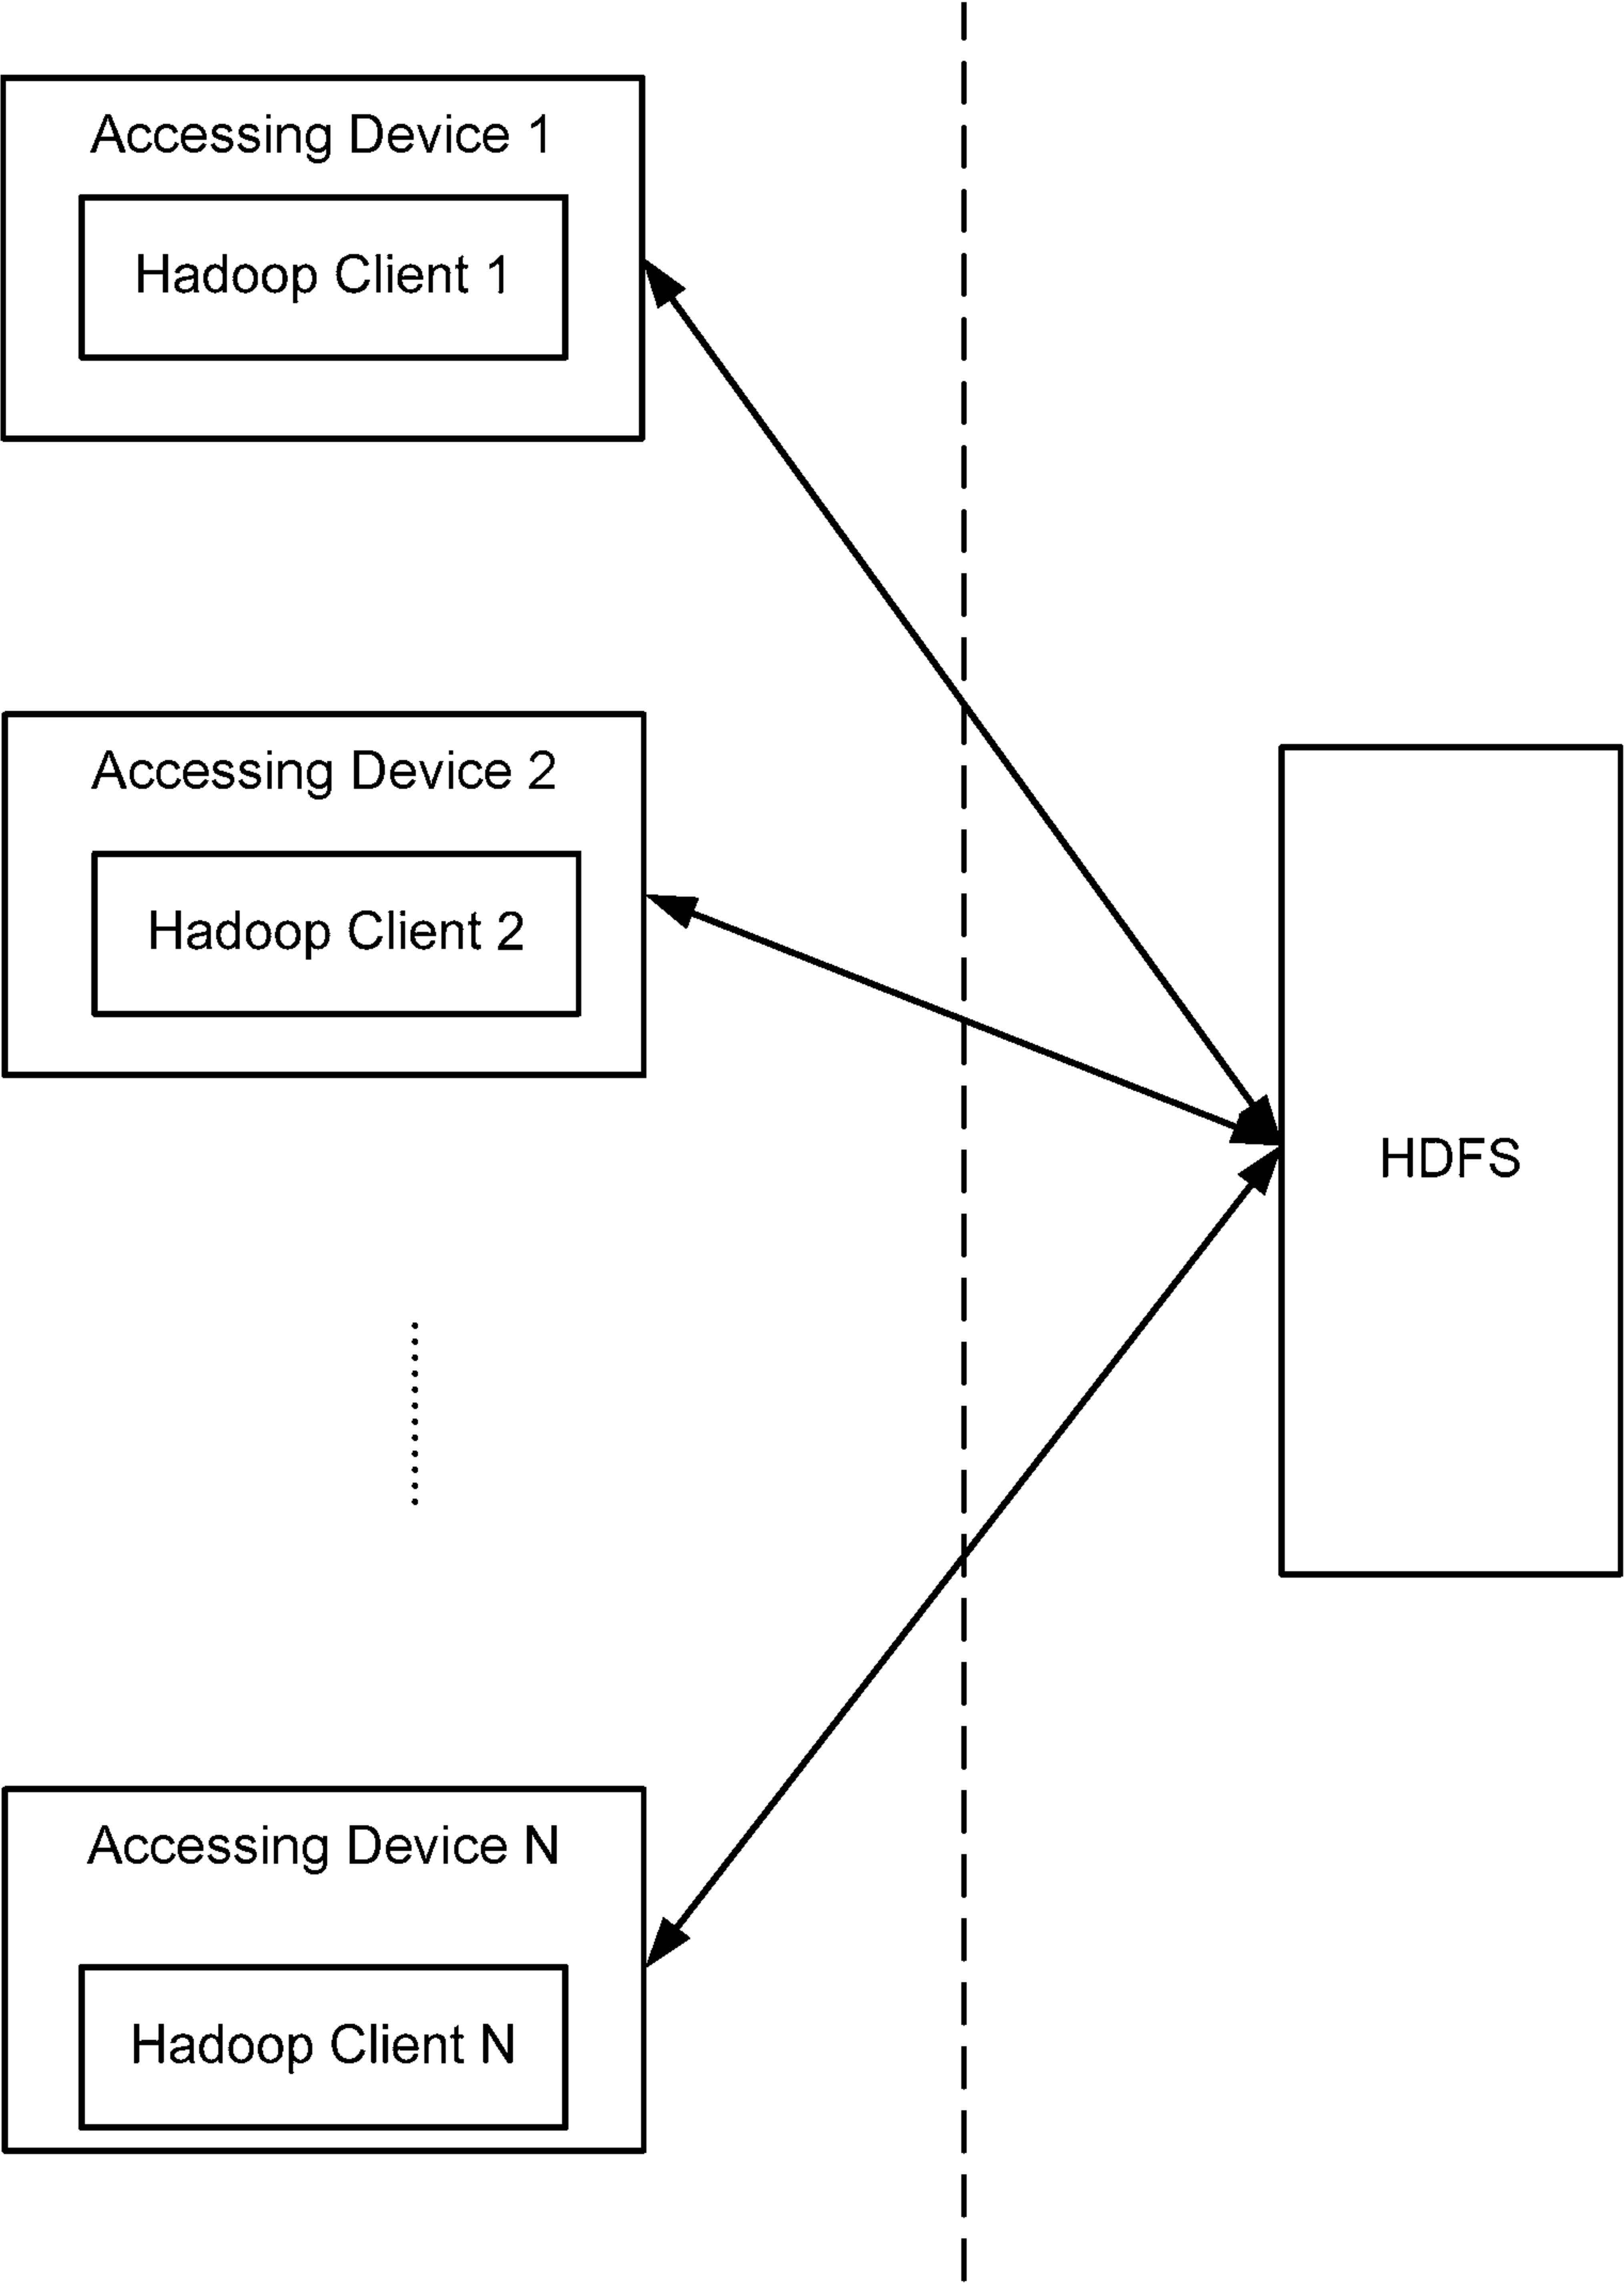 Accessing Device 1
Hadoop Client 1
Accessing Device 2
Hadoop Client 2
HDFS
Accessing Device N
Hadoop Client N